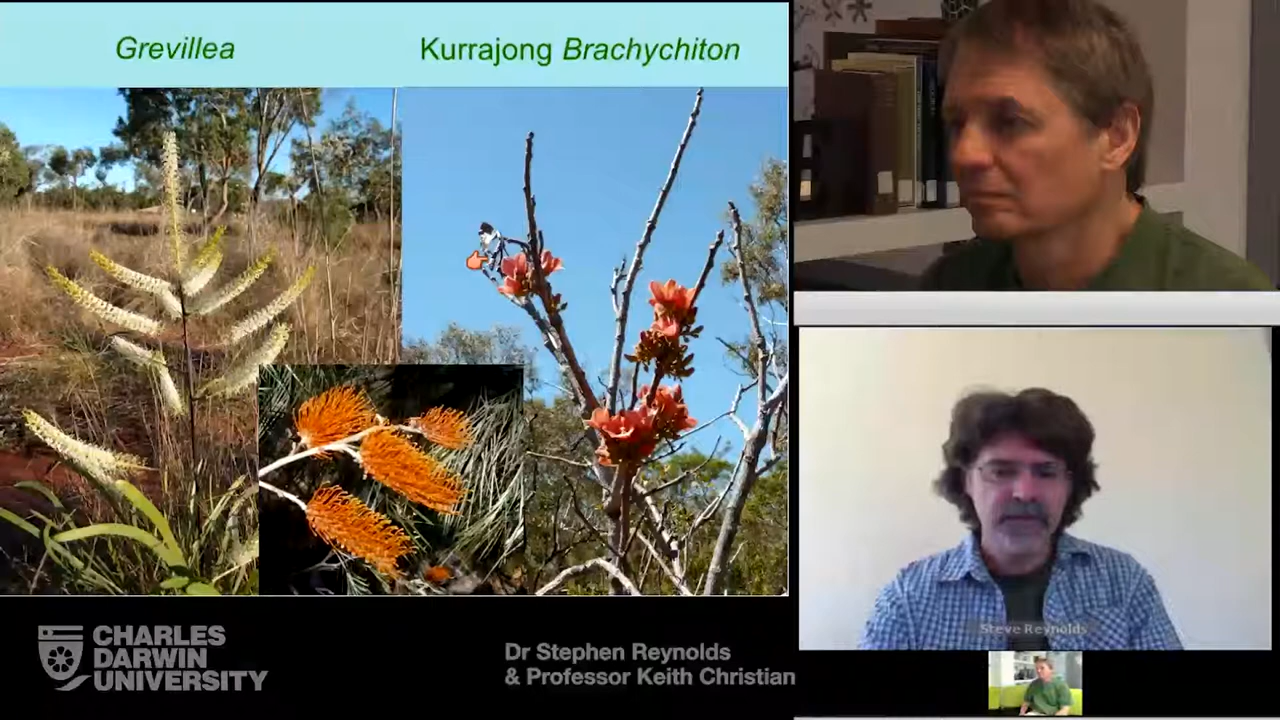 Grevillea
Kurrajong Brachychiton
Steve Reynolds
CHARLES
DARWIN
UNIVERSITY
Dr Stephen Reynolds
& Professor Keith Christian